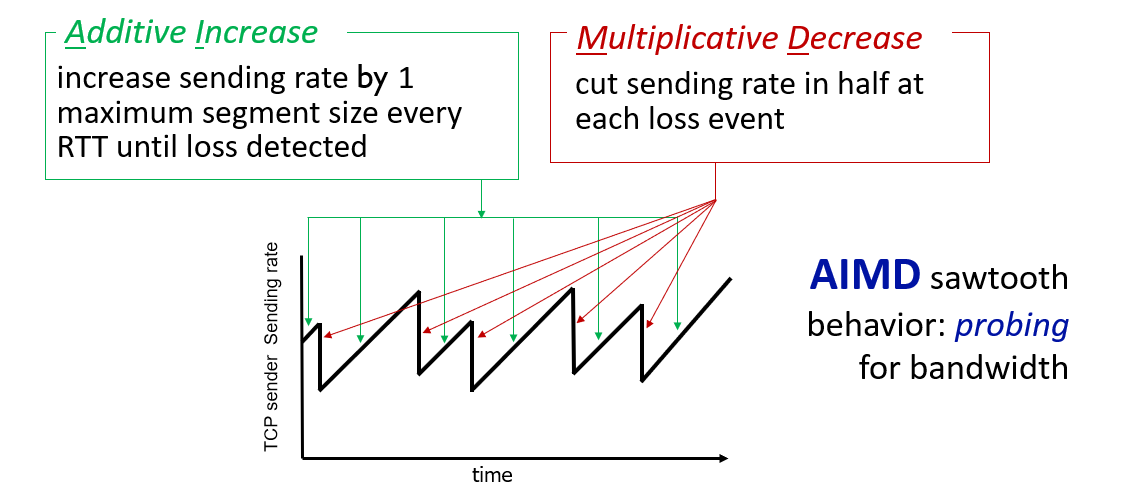 Additive Increase
increase sending rate by 1
maximum segment size every
RTT until loss detected
Multiplicative Decrease
cut sending rate in half at
each loss event
TCP sender Sending rate
time
AIMD sawtooth
behavior: probing
for bandwidth